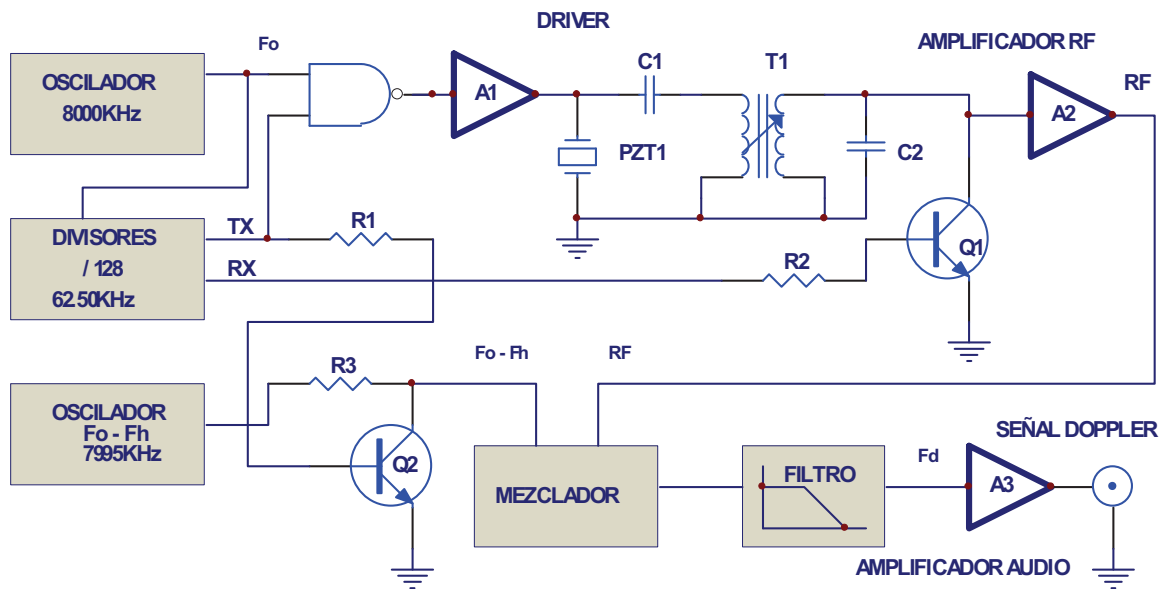 DRIVER
Fo
AMPLIFICADOR RF
OSCILADOR
8000KHz
A1
C1
T1
A2
RF
PZT1
C2
DIVISORES
/ 128
62.50KHz
TX
RX
R1
R2
Q1
R3
Fo - Fh
RF
OSCILADOR
Fo - Fh
7995KHz
Q2
MEZCLADOR
FILTRO
Fd
SEÑAL DOPPLER
A3
AMPLIFICADOR AUDIO